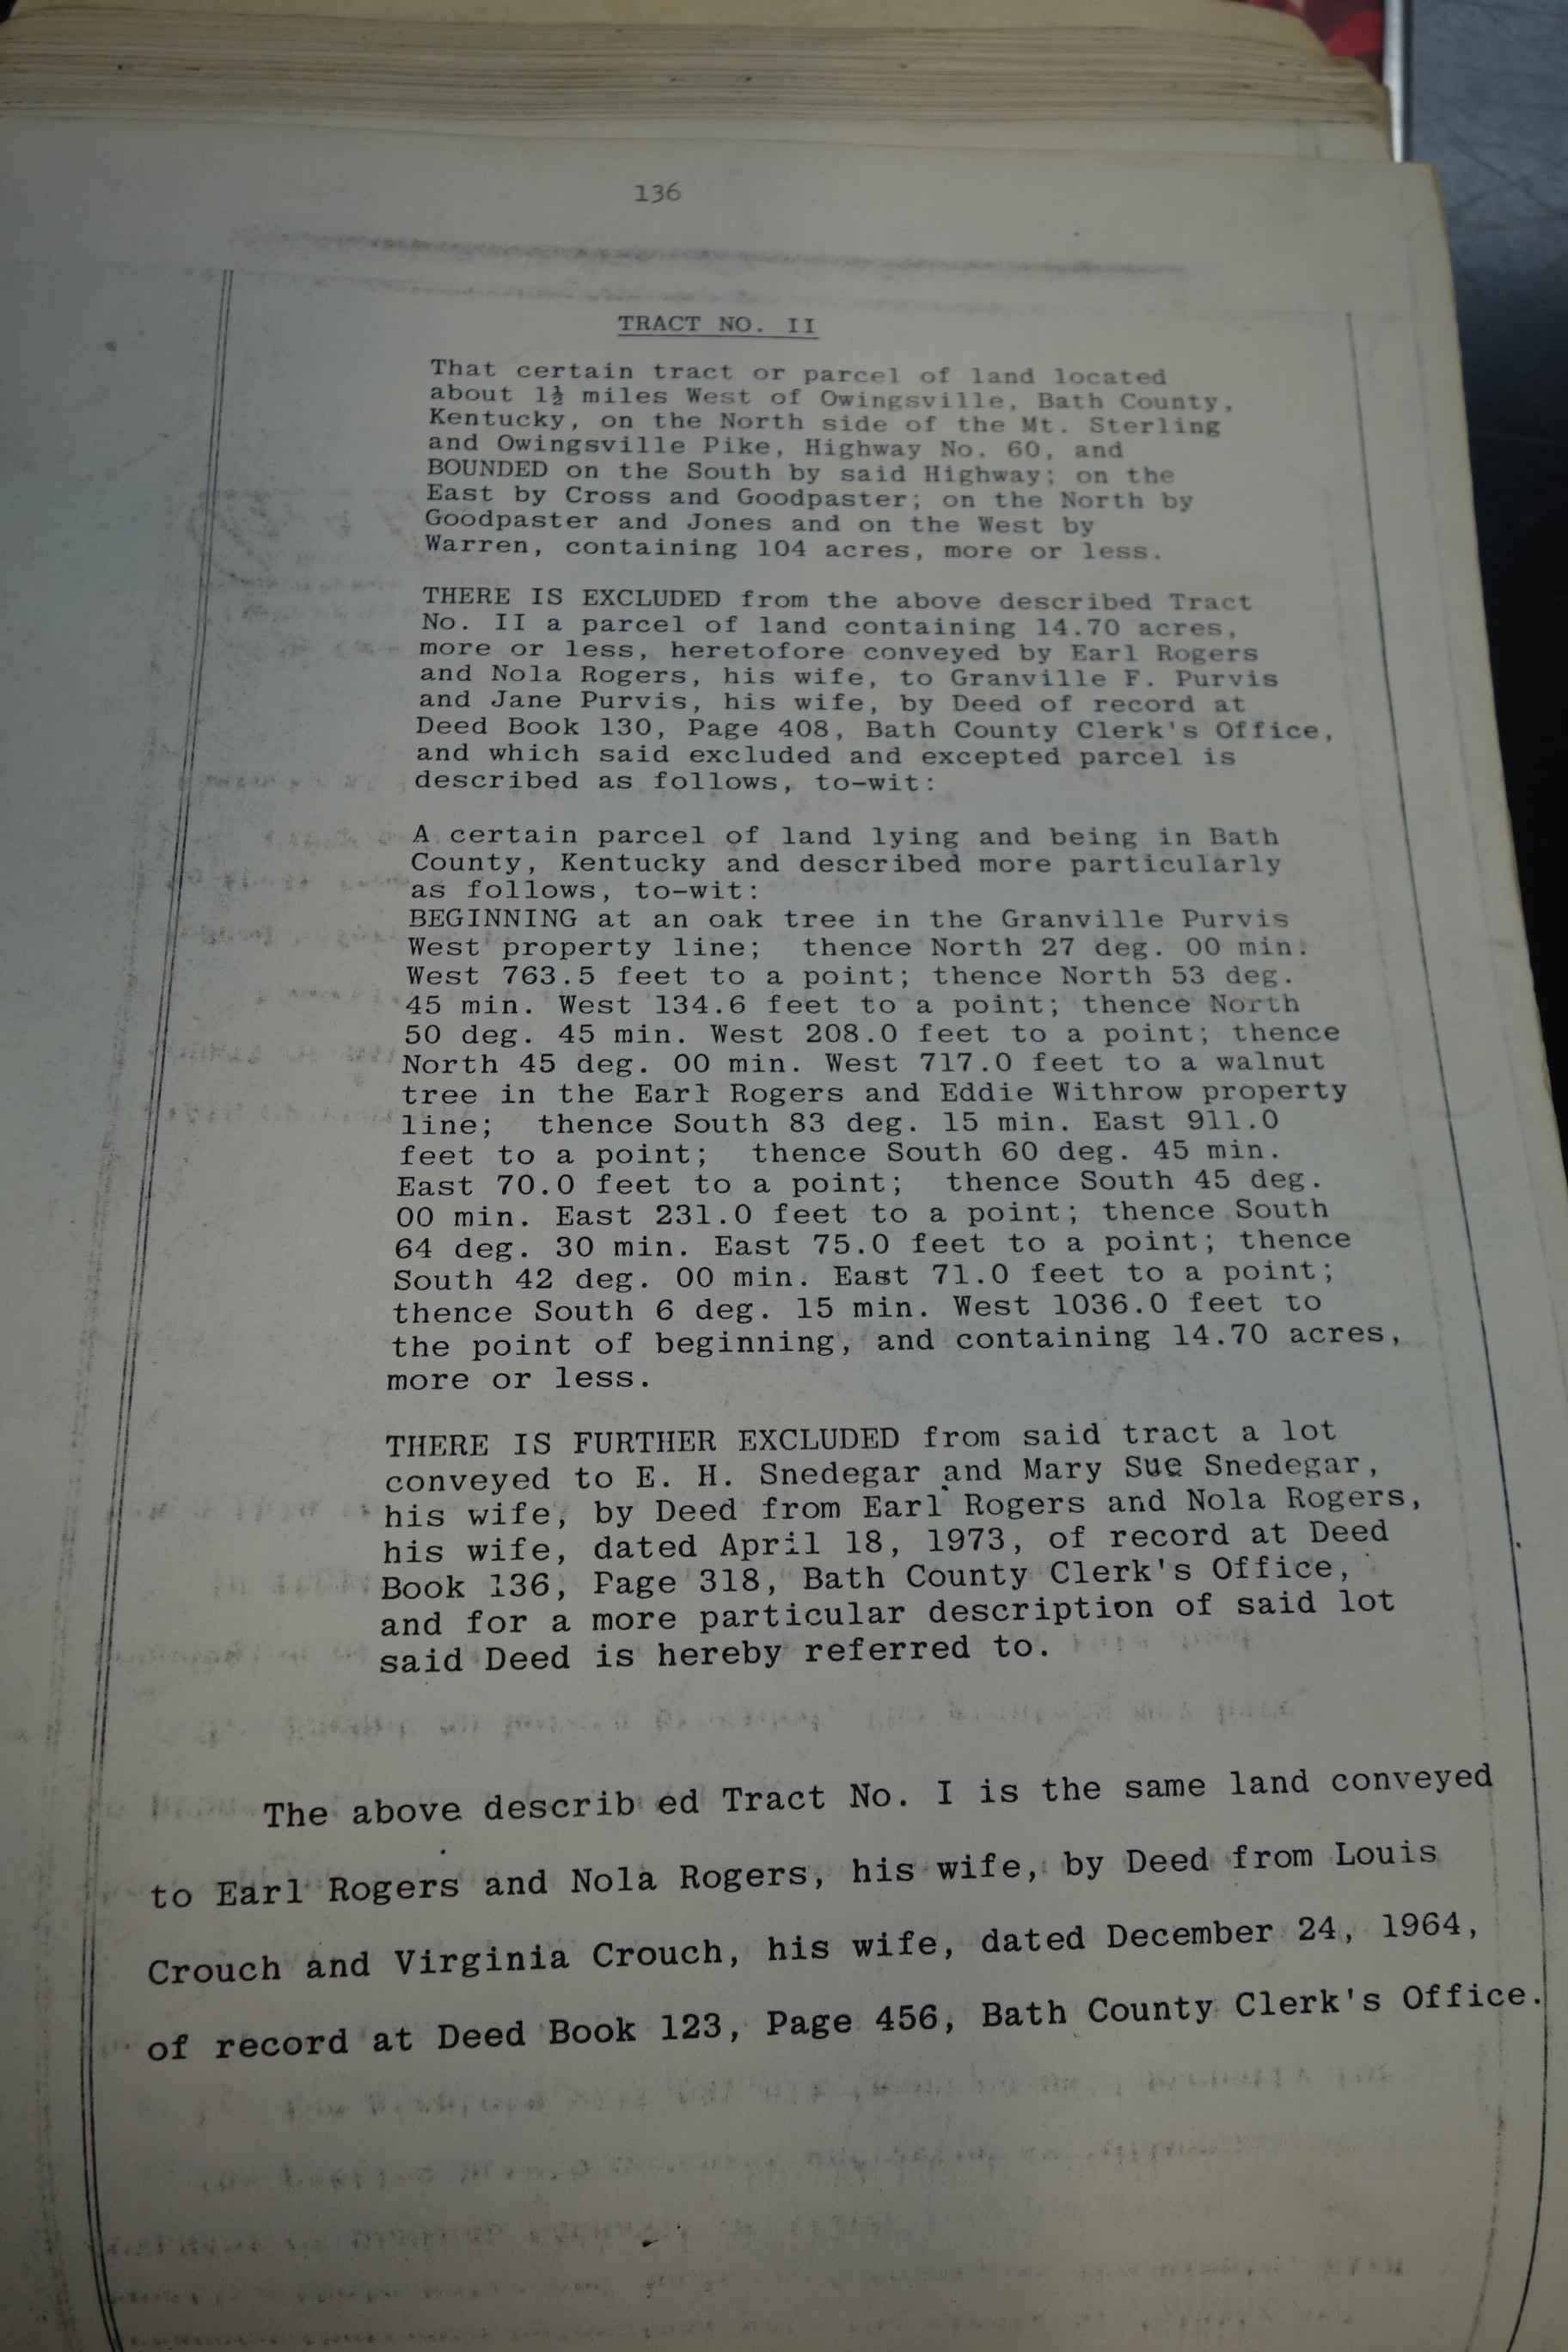 136
TRACT NO. II
That certain tract or parcel of land located
about 1½ miles West of Owingsville, Bath County,
Kentucky, on the North side of the Mt. Sterling
and Owingsville Pike, Highway No. 60, and
BOUNDED on the South by said Highway; on the
East by Cross and Goodpaster; on the North by
Goodpaster and Jones and on the West by
Warren, containing 104 acres, more or less.
THERE IS EXCLUDED from the above described Tract
No. II a parcel of land containing 14.70 acres,
more or less, heretofore conveyed by Earl Rogers
and Nola Rogers, his wife, to Granville F. Purvis
and Jane Purvis, his wife, by Deed of record at
Deed Book 130, Page 408, Bath County Clerk's Office,
and which said excluded and excepted parcel is
described as follows, to-wit:
A certain parcel of land lying and being in Bath
County, Kentucky and described more particularly
as follows, to-wit:
BEGINNING at an oak tree in the Granville Purvis
West property line; thence North 27 deg. 00 min.
West 763.5 feet to a point; thence North 53 deg.
45 min. West 134.6 feet to a point; thence North
50 deg. 45 min. West 208.0 feet to a point; thence
North 45 deg. 00 min. West 717.0 feet to a walnut
tree in the Earl Rogers and Eddie Withrow property
line; thence South 83 deg. 15 min. East 911.0
feet to a point; thence South 60 deg. 45 min.
East 70.0 feet to a point; thence South 45 deg.
00 min. East 231.0 feet to a point; thence South
64 deg. 30 min. East 75.0 feet to a point; thence
South 42 deg. 00 min. East 71.0 feet to a point;
thence South 6 deg. 15 min. West 1036.0 feet to
the point of beginning, and containing 14.70 acres,
more or less.
THERE IS FURTHER EXCLUDED from said tract a lot
conveyed to E. H. Snedegar and Mary Sue Snedegar,
his wife, by Deed from Earl Rogers and Nola Rogers,
his wife, dated April 18, 1973, of record at Deed
Book 136, Page 318, Bath County Clerk's Office,
and for a more particular description of said lot
said Deed is hereby referred to.
The above describ ed Tract No. I is the same land conveyed
to Earl Rogers and Nola Rogers, his wife, by Deed from Louis
Crouch and Virginia Crouch, his wife, dated December 24, 1964,
of record at Deed Book 123, Page 456, Bath County Clerk's Office.